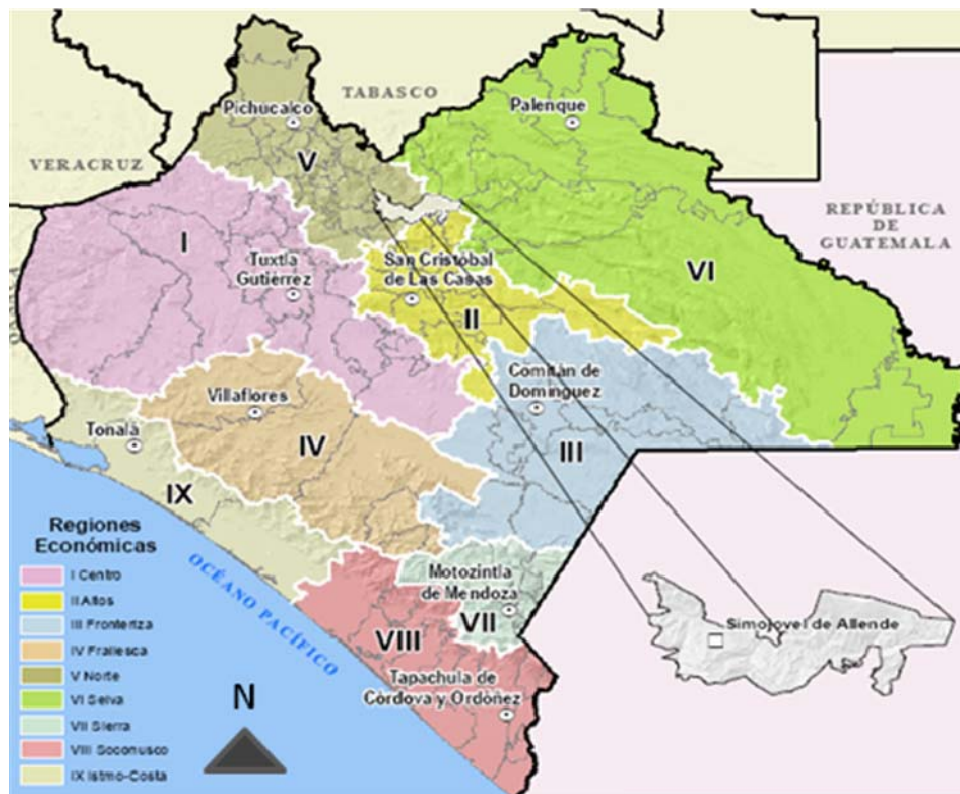 TABASCO
Palenque
Pichucalco
VERACRUZ
V
REPÚBLICA
DE
GUATEMALA
I
Tuxtla
Gutiérrez
San Cristóbal
de Las Casas
VI
II
Comitán de
Domínguez
Villaflores
Tonalá
IV
III
IX
Regiones
Económicas
I Centro
II Altos
III Fronteriza
IV Frailesca
V Norte
VI Selva
VII Sierra
VIII Soconusco
IX Istmo-Costa
OCÉANO PACÍFICO
N
Motozintla
de Mendoza
VII
VIII
Tapachula de
Córdova y Ordóñez
Simojovel de Allende